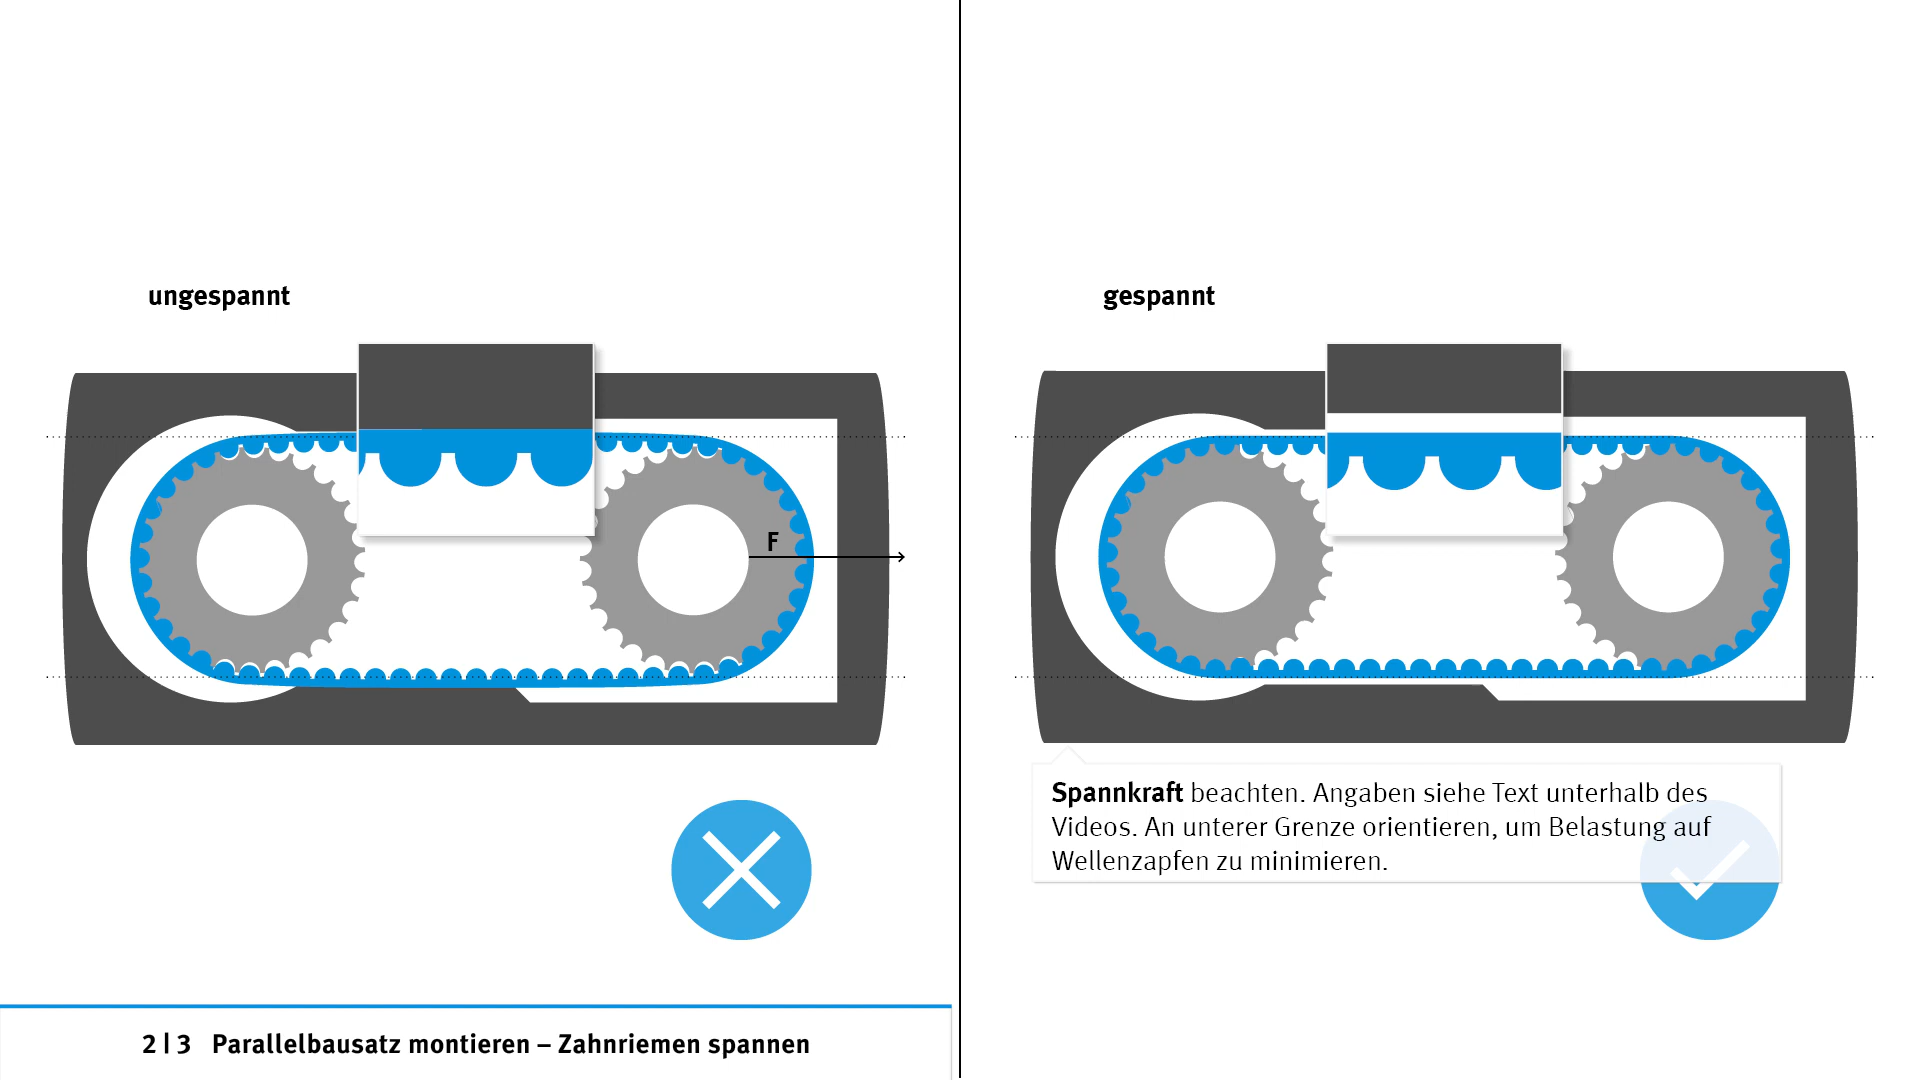 ungespannt
gespannt
F
Spannkraft beachten. Angaben siehe Text unterhalb des
Videos. An unterer Grenze orientieren, um Belastung auf
Wellenzapfen zu minimieren.
2 | 3 Parallelbausatz montieren – Zahnriemen spannen